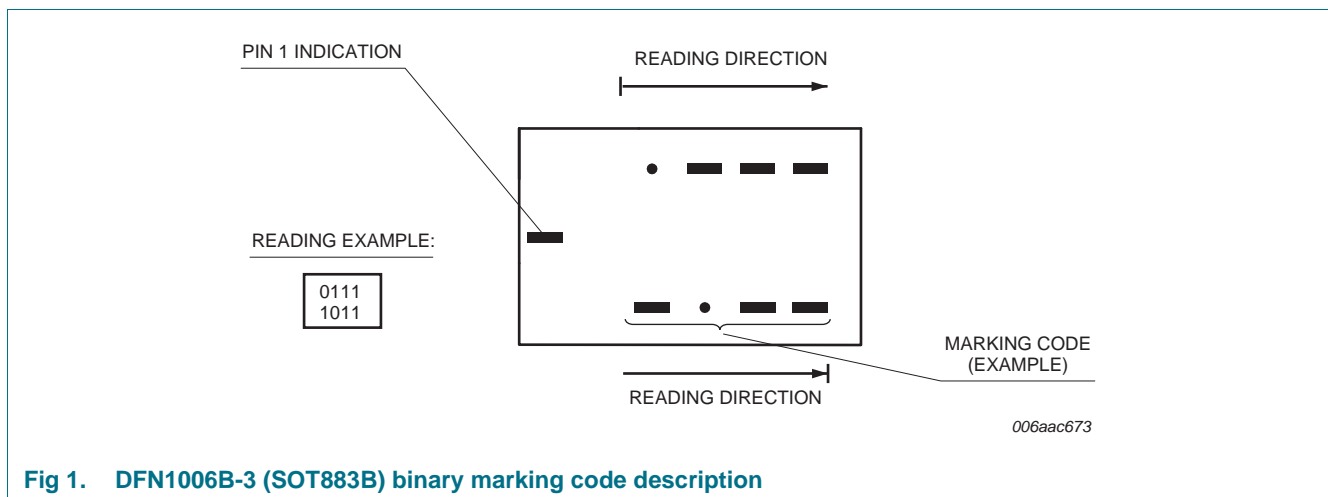 PIN 1 INDICATION
READING DIRECTION
READING EXAMPLE:
0111
1011
MARKING CODE
(EXAMPLE)
READING DIRECTION
006aac673
Fig 1. DFN1006B-3 (SOT883B) binary marking code description